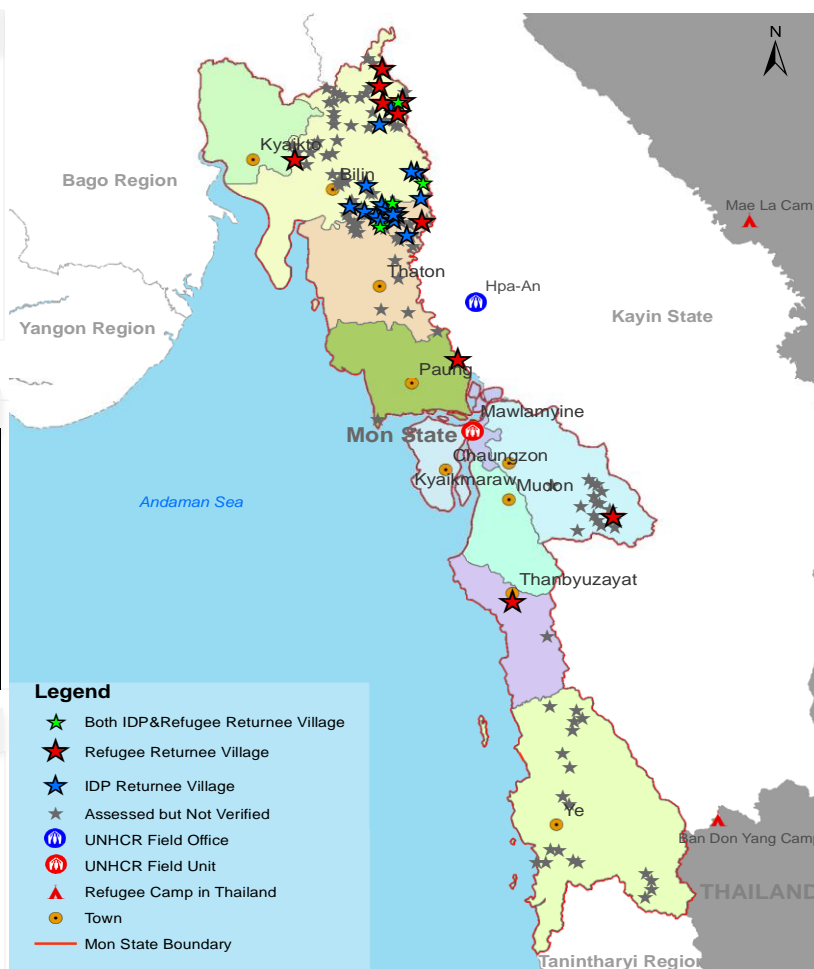 N
Kyaikto
Bago Region
Bilin
Mae La Camp
Thaton
Hpa-An
Kayin State
Yangon Region
Paung
Mawlamyine
Mon State
Chaungzon
Kyaikmaraw
Mudon
Andaman Sea
Thanbyuzayat
Legend
Both IDP&Refugee Returnee Village
Refugee Returnee Village
IDP Returnee Village
Assessed but Not Verified
UNHCR Field Office
UNHCR Field Unit
Refugee Camp in Thailand
Town
Mon State Boundary
Ye
Ban Don Yang Camp
THAILAND
Tanintharyi Region